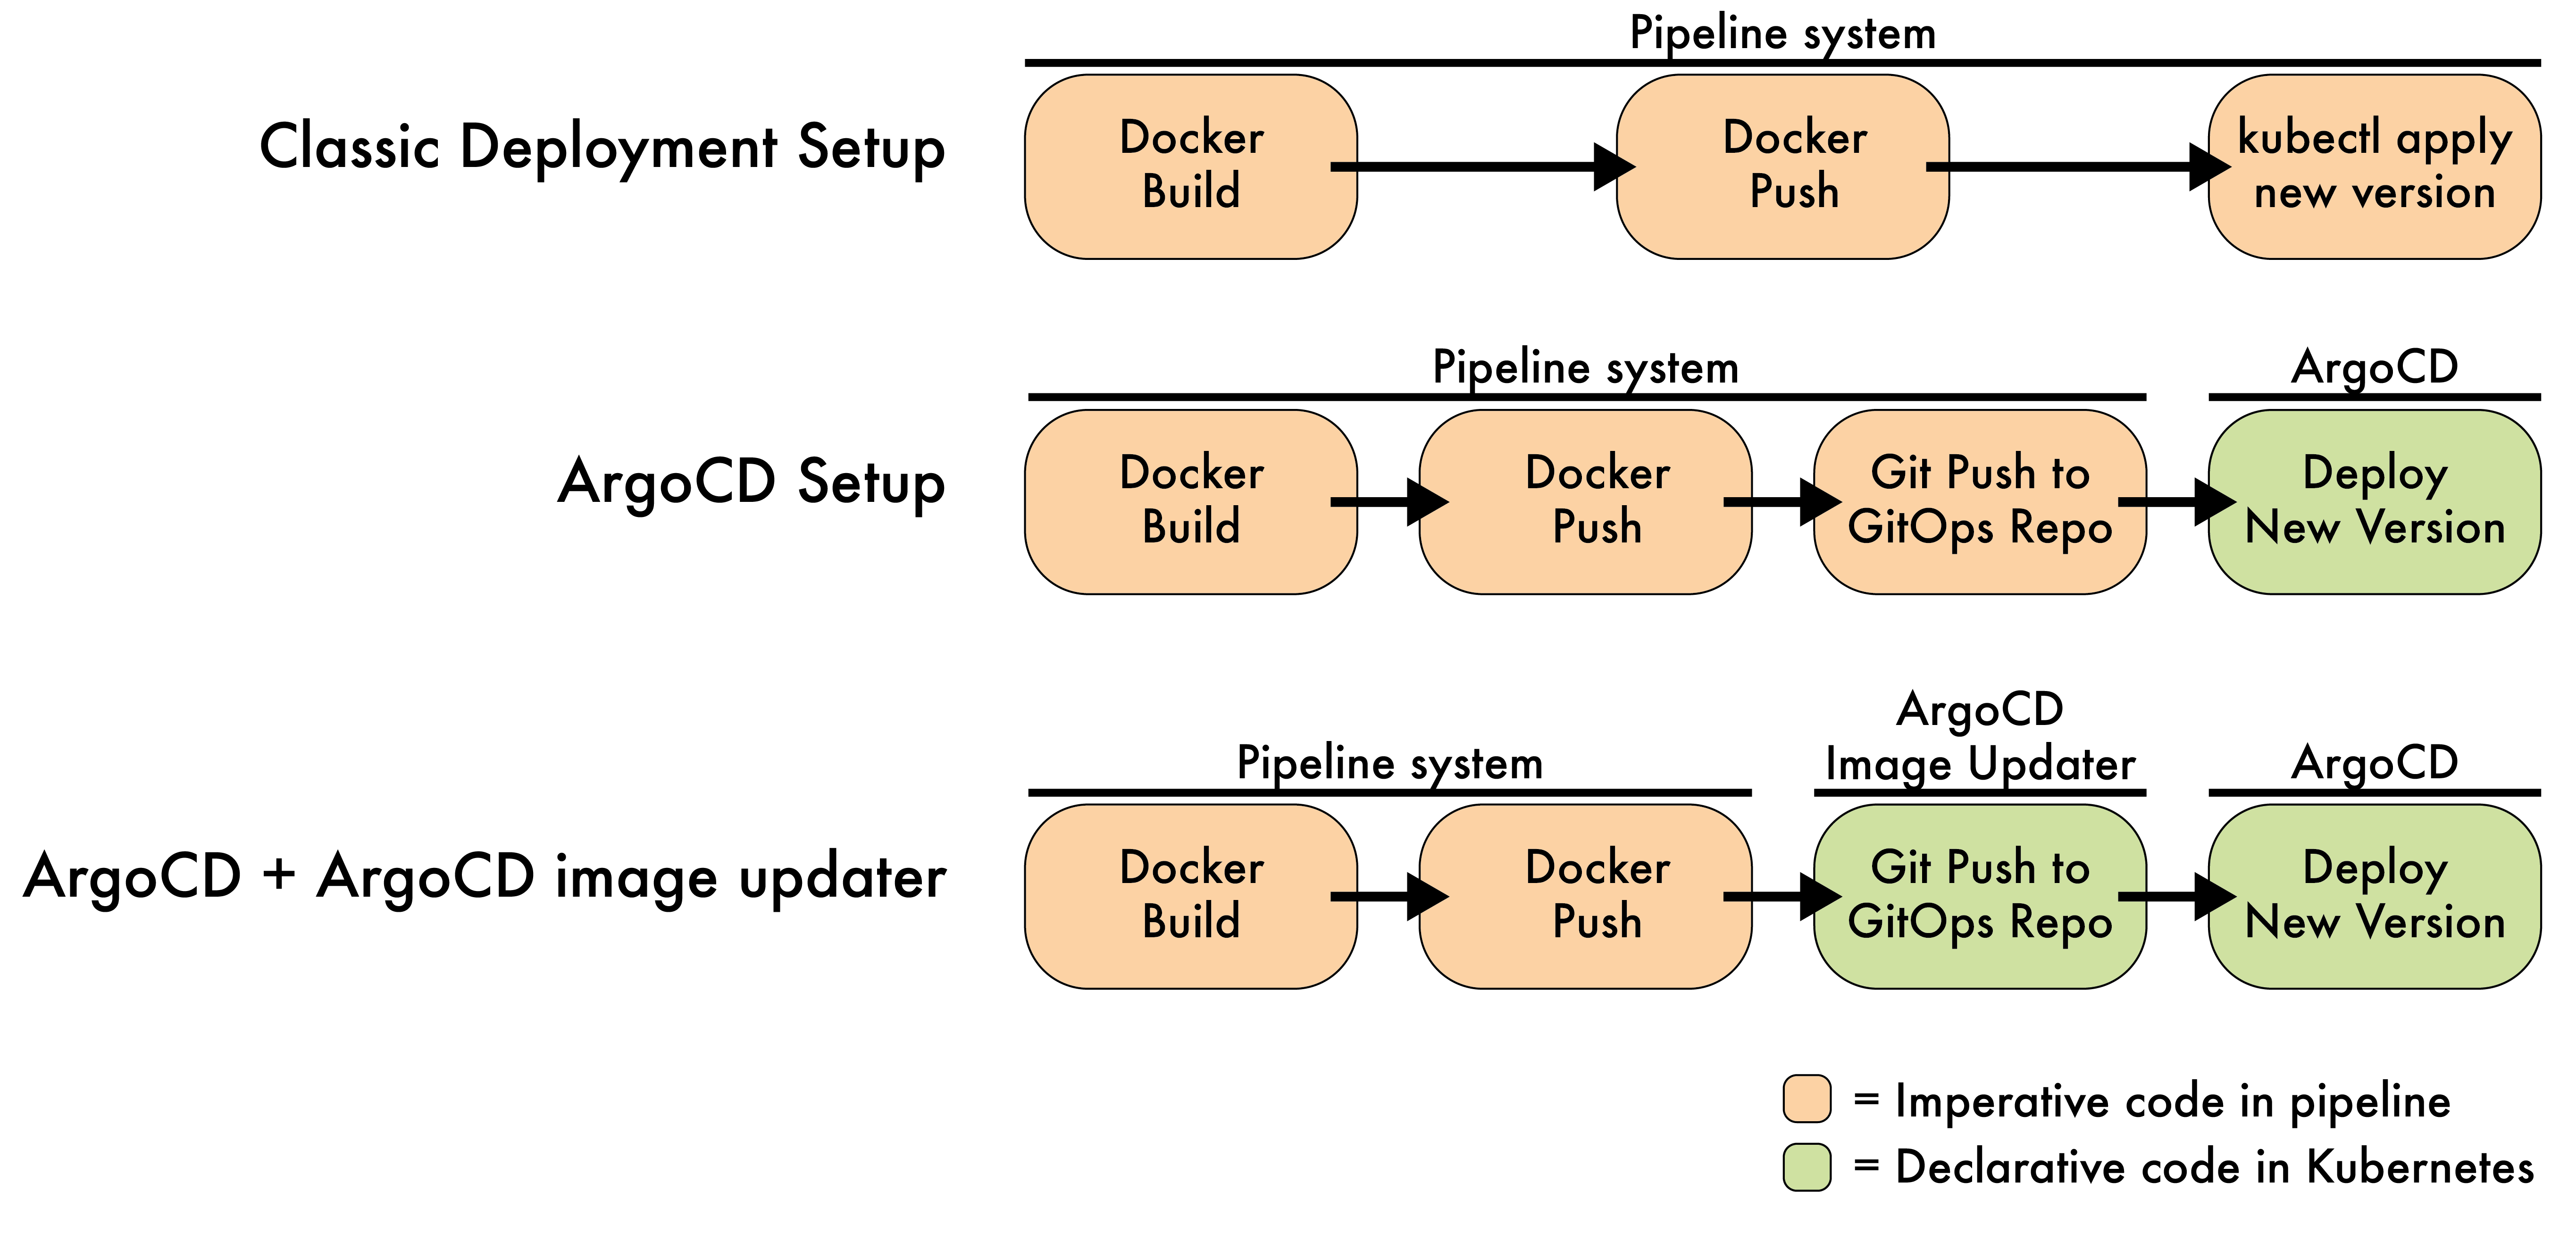 Pipeline system
Classic Deployment Setup
Docker
Build
Docker
Push
kubectl apply
new version
Pipeline system
ArgoCD
ArgoCD Setup
Docker
Build
Docker
Push
Git Push to
GitOps Repo
Deploy
New Version
Pipeline system
ArgoCD
Image Updater
ArgoCD
ArgoCD + ArgoCD image updater
Docker
Build
Docker
Push
Git Push to
GitOps Repo
Deploy
New Version
= Imperative code in pipeline
= Declarative code in Kubernetes